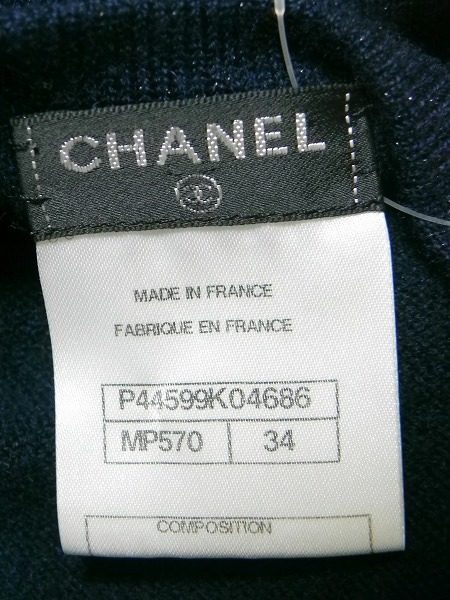 CHANEL
MADE IN FRANCE
FABRIQUE EN FRANCE
P44599K04686
MP570 34
COMPOSITION